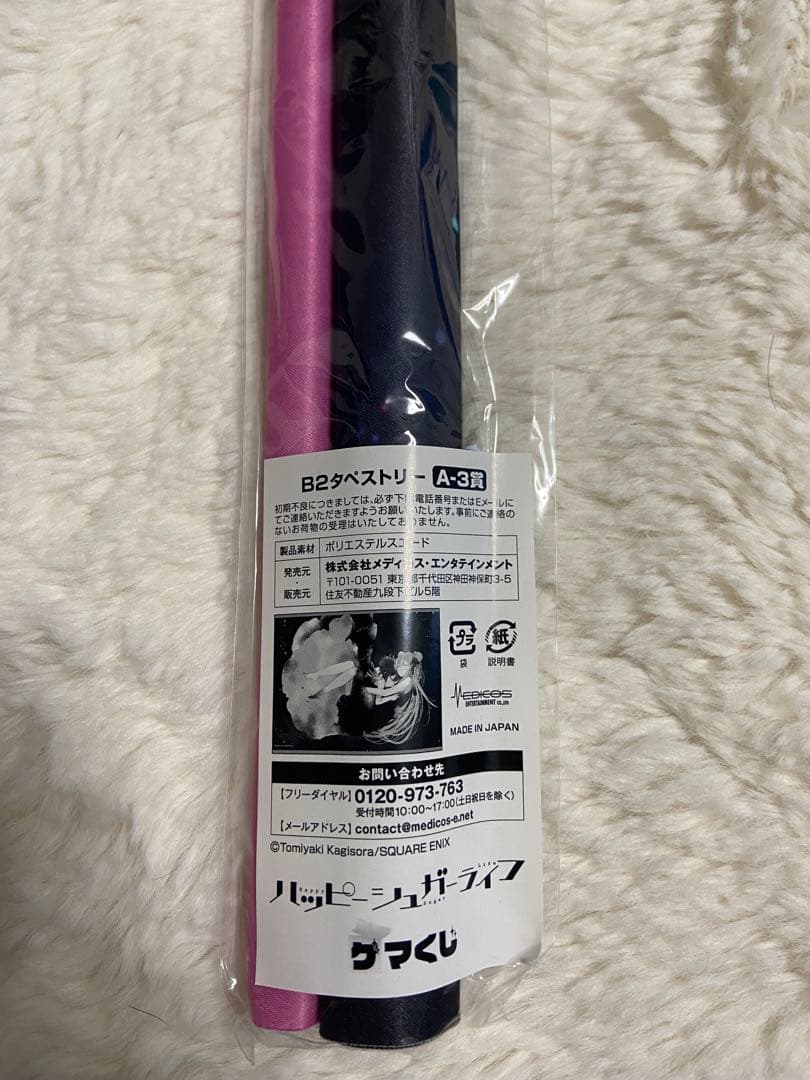 B2タペストリー A-3賞
初期不良につきましては、必ず下記電話番号またはEメールに
てご連絡いただきますようお願いいたします。事前にご連絡の
ないお荷物の受理はいたしておりません。
製品素材 ポリエステルスエード
発売元・販売元 株式会社メディコス・エンタテインメント
〒101-0051 東京都千代田区神田神保町3-5
住友不動産九段下ビル5階
プラ 紙
袋 説明書
MEDICOS
ENTERTAINMENT CO.,LTD
MADE IN JAPAN
お問い合わせ先
【フリーダイヤル】0120-973-763
受付時間10:00〜17:00(土日祝日を除く)
【メールアドレス】contact@medicos-e.net
©Tomiyaki Kagisora/SQUARE ENIX
ハッピーシュガーライフ
Happy Sugar Life
ゲマくじ